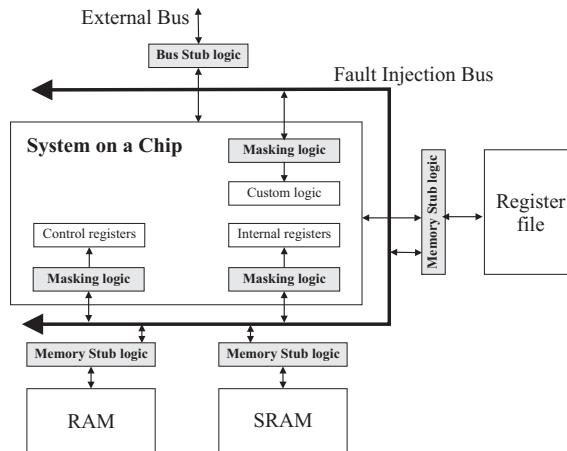 External Bus
Bus Stub logic
Fault Injection Bus
System on a Chip
Masking logic
Custom logic
Memory Stub logic
Register
file
Control registers
Internal registers
Masking logic
Masking logic
Memory Stub logic
Memory Stub logic
RAM
SRAM